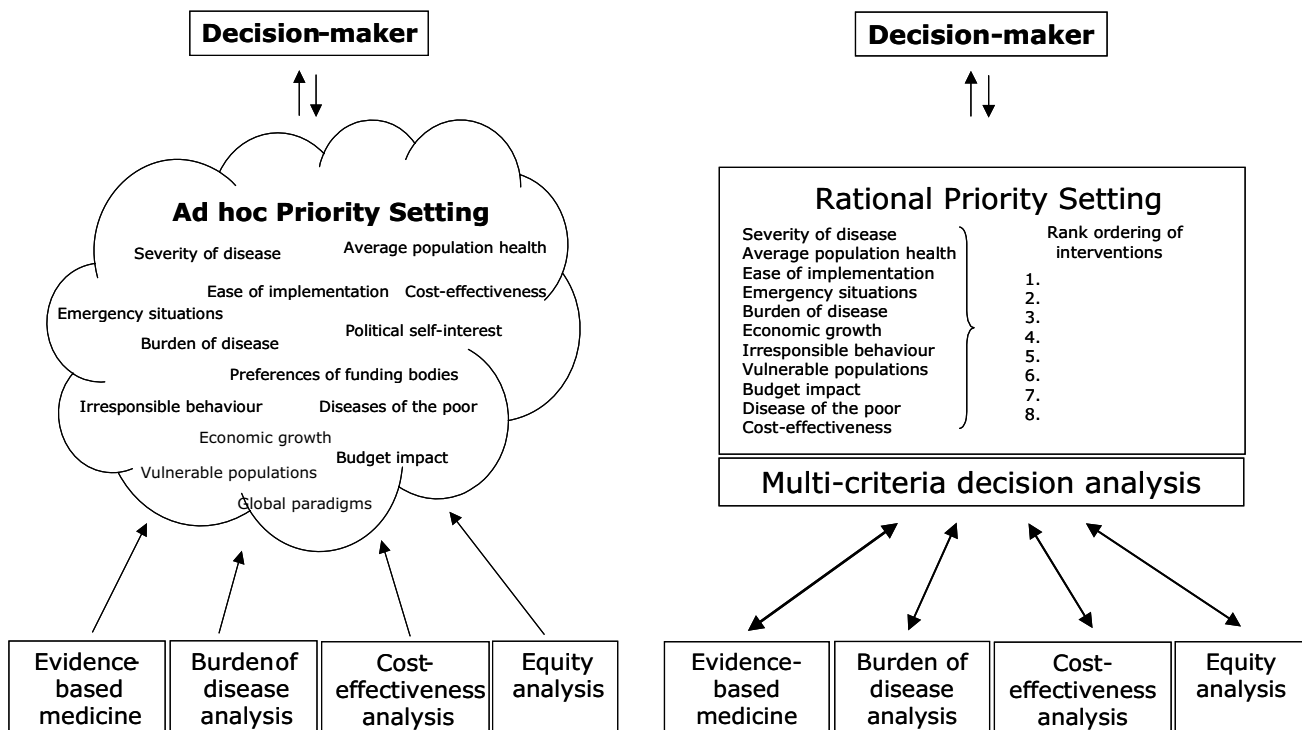 Decision-maker
Ad hoc Priority Setting
Severity of disease
Average population health
Ease of implementation
Cost-effectiveness
Emergency situations
Political self-interest
Burden of disease
Preferences of funding bodies
Irresponsible behaviour
Diseases of the poor
Economic growth
Budget impact
Vulnerable populations
Global paradigms
Evidence-
based
medicine
Burden of
disease
analysis
Cost-
effectiveness
analysis
Equity
analysis
Decision-maker
Rational Priority Setting
Severity of disease
Average population health
Ease of implementation
Emergency situations
Burden of disease
Economic growth
Irresponsible behaviour
Vulnerable populations
Budget impact
Disease of the poor
Cost-effectiveness
Rank ordering of
interventions
1.
2.
3.
4.
5.
6.
7.
8.
Multi-criteria decision analysis
Evidence-
based
medicine
Burden of
disease
analysis
Cost-
effectiveness
analysis
Equity
analysis